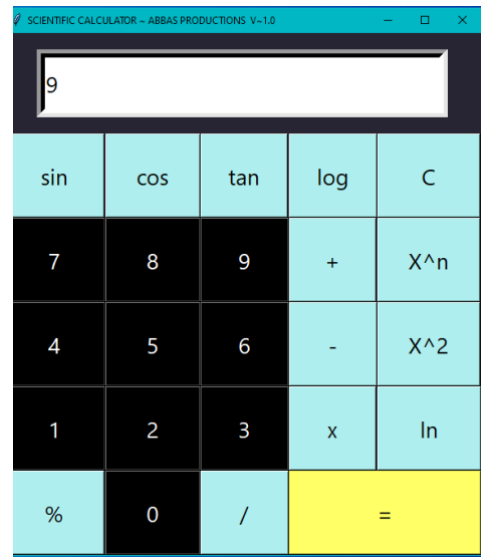 SCIENTIFIC CALCULATOR ~ ABBAS PRODUCTIONS V~1.0
9
sin cos tan log C
7 8 9 + X^n
4 5 6 - X^2
1 2 3 x ln
% 0 / =